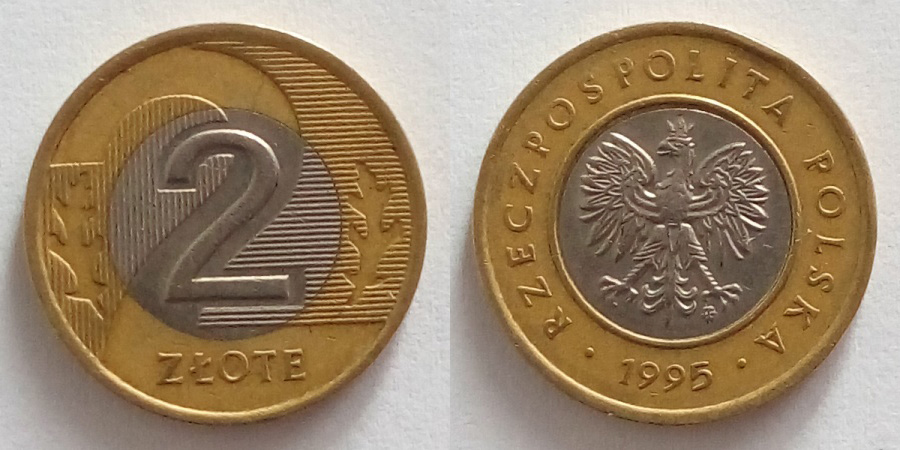 2
ZŁOTE
RZECZPOSPOLITA POLSKA
· 1995 ·